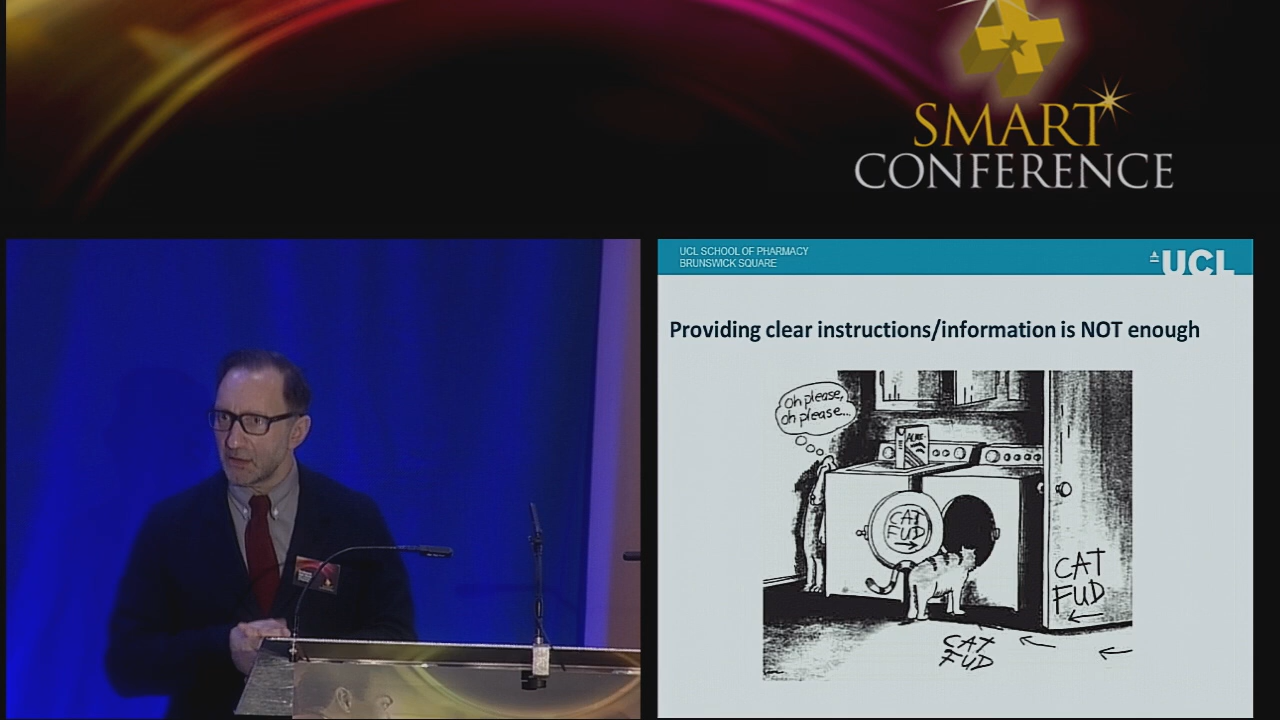 SMART
CONFERENCE
UCL SCHOOL OF PHARMACY
BRUNSWICK SQUARE
UCL
Providing clear instructions/information is NOT enough
Oh please,
oh please...
CAT
FUD
CAT
FUD
CAT
FUD